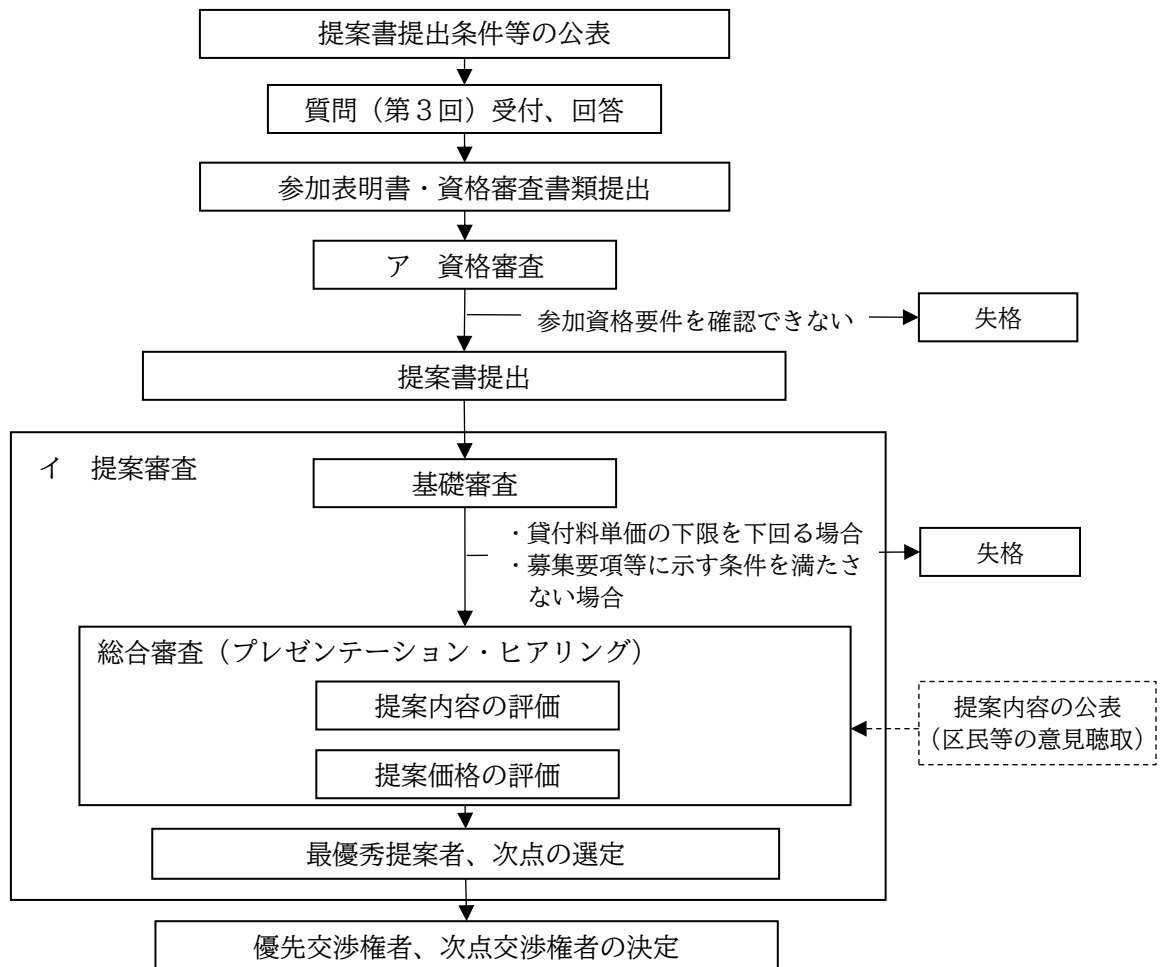 提案書提出条件等の公表
質問（第３回）受付、回答
参加表明書・資格審査書類提出
ア　資格審査
参加資格要件を確認できない
失格
提案書提出
イ　提案審査
基礎審査
・貸付料単価の下限を下回る場合
・募集要項等に示す条件を満たさ
ない場合
失格
総合審査（プレゼンテーション・ヒアリング）
提案内容の評価
提案価格の評価
提案内容の公表
（区民等の意見聴取）
最優秀提案者、次点の選定
優先交渉権者、次点交渉権者の決定